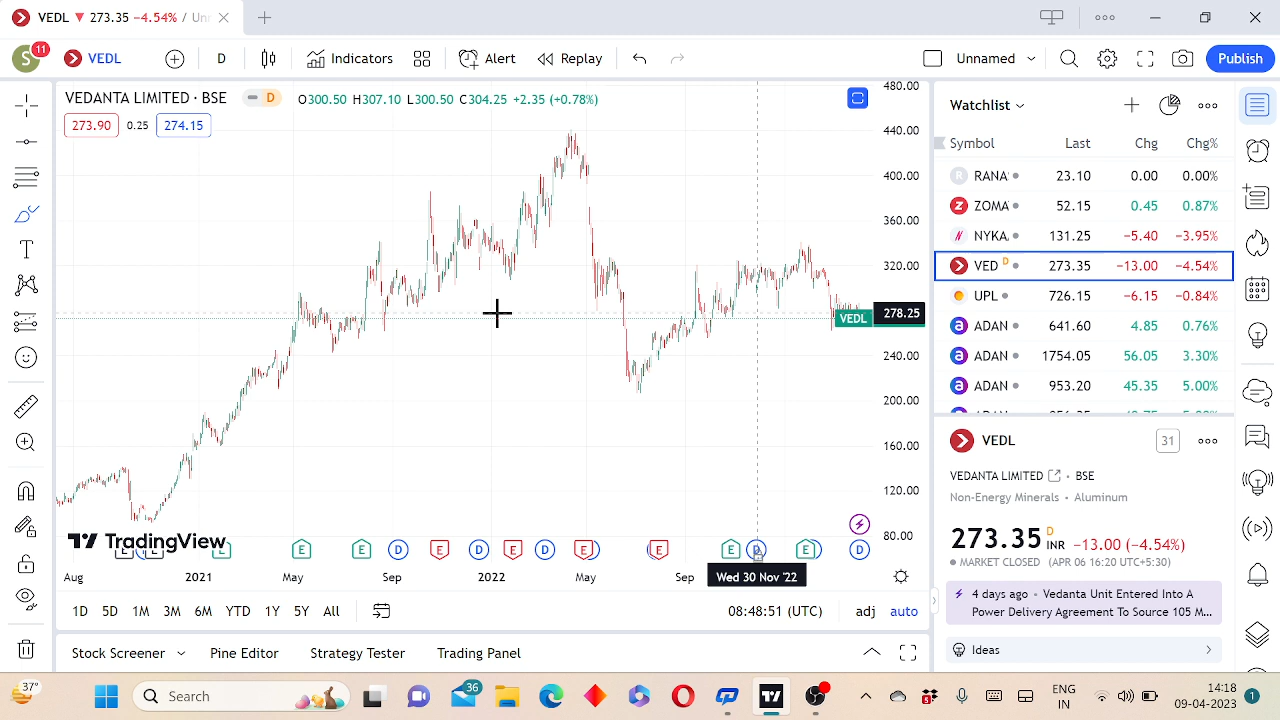 VEDL ▼ 273.35 −4.54% / Unn
S 11 VEDL D Indicators Alert Replay Unnamed Publish
VEDANTA LIMITED · BSE D O300.50 H307.10 L300.50 C304.25 +2.35 (+0.78%)
273.90 0.25 274.15
480.00
440.00
400.00
360.00
320.00
VEDL 278.25
240.00
200.00
160.00
120.00
80.00
TradingView
E E E E E D E D E D E E E D E D
Aug 2021 May Sep 2022 May Sep Wed 30 Nov '22
1D 5D 1M 3M 6M YTD 1Y 5Y All 08:48:51 (UTC) adj auto
Stock Screener Pine Editor Strategy Tester Trading Panel
Watchlist
Symbol Last Chg Chg%
R RANA 23.10 0.00 0.00%
ZOMA 52.15 0.45 0.87%
NYKA 131.25 −5.40 −3.95%
VED D 273.35 −13.00 −4.54%
UPL 726.15 −6.15 −0.84%
ADAN 641.60 4.85 0.76%
ADAN 1754.05 56.05 3.30%
ADAN 953.20 45.35 5.00%
VEDL 31
VEDANTA LIMITED · BSE
Non-Energy Minerals • Aluminum
273.35 D INR −13.00 (−4.54%)
MARKET CLOSED (APR 06 16:20 UTC+5:30)
4 days ago • Vedanta Unit Entered Into A
Power Delivery Agreement To Source 105 M...
Ideas
37° Search 36 ENG 14:18
IN 1